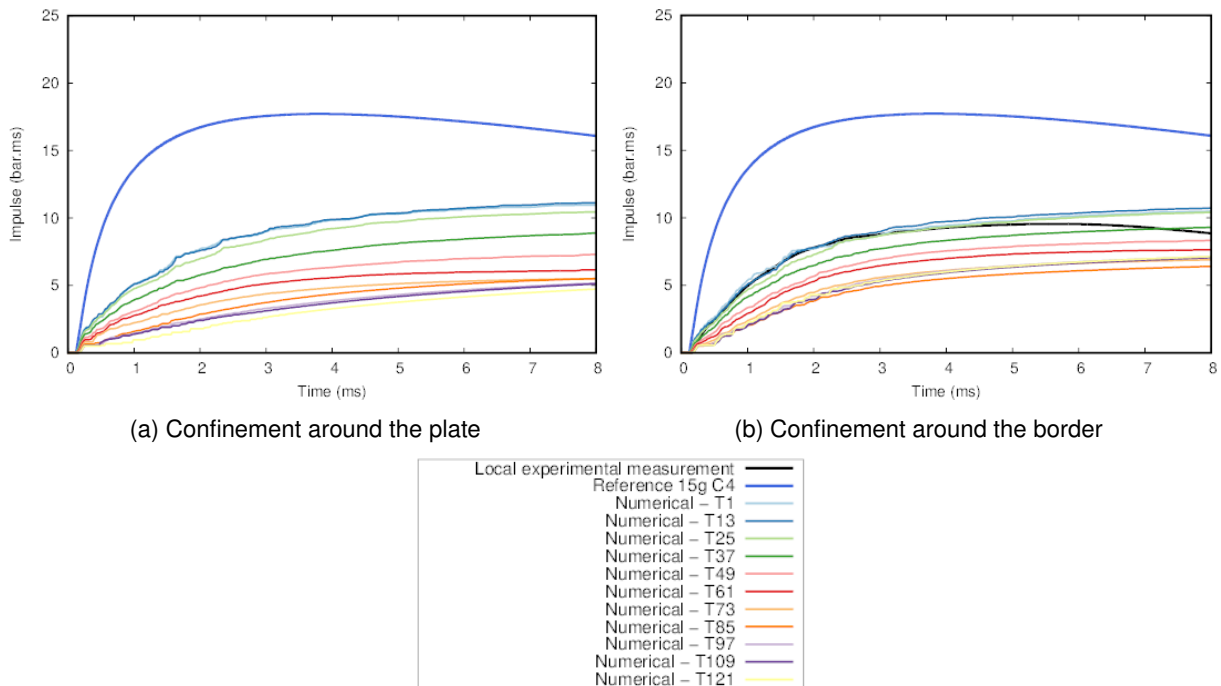 25
20
15
10
5
0
Impulse (bar.ms)
0 1 2 3 4 5 6 7 8
Time (ms)
(a) Confinement around the plate
25
20
15
10
5
0
Impulse (bar.ms)
0 1 2 3 4 5 6 7 8
Time (ms)
(b) Confinement around the border
Local experimental measurement
Reference 15g C4
Numerical – T1
Numerical – T13
Numerical – T25
Numerical – T37
Numerical – T49
Numerical – T61
Numerical – T73
Numerical – T85
Numerical – T97
Numerical – T109
Numerical – T121